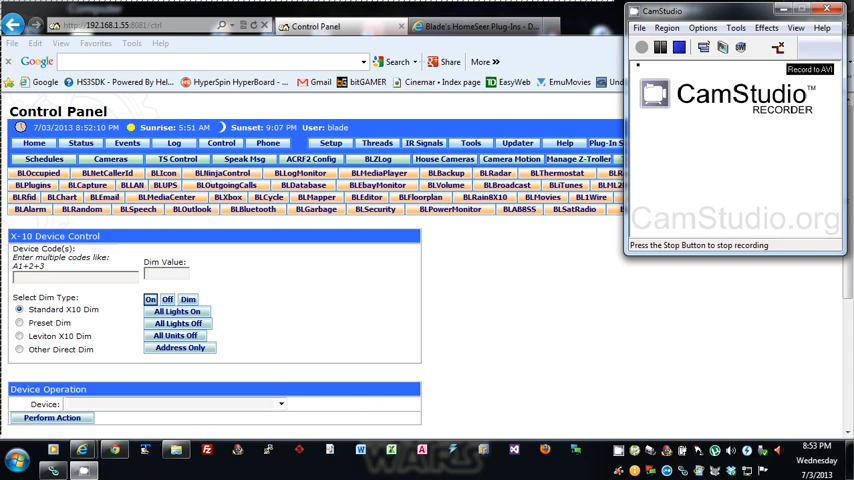 http://192.168.1.55:8081/ctrl
Control Panel
Blade's HomeSeer Plug-Ins - D...
File Edit View Favorites Tools Help
Google Search Share More »
Google HS3SDK - Powered By Hel... HyperSpin HyperBoard - ... Gmail bitGAMER Cinemar • Index page EasyWeb EmuMovies
Control Panel
7/03/2013 8:52:10 PM Sunrise: 5:51 AM Sunset: 9:07 PM User: blade
Home Status Events Log Control Phone Setup Threads IR Signals Tools Updater Help Plug-in S
Schedules Cameras TS Control Speak Msg ACRF2 Config BLZLog House Cameras Camera Motion Manage Z-Troller
BLOccupied BLNetCallerId BLIcon BLNinjaControl BLLogMonitor BLMediaPlayer BLBackup BLRadar BLThermostat
BLPlugins BLCapture BLLAN BLUPS BLOutgoingCalls BLDatabase BLEbayMonitor BLVolume BLBroadcast BLiTunes
BLRfid BLChart BLEmail BLMediaCenter BLXbox BLCycle BLMapper BLEditor BLFloorplan BLRain8X10 BLMovies BL1Wire
BLAlarm BLRandom BLSpeech BLOutlook BLBluetooth BLGarbage BLSecurity BLPowerMonitor BLAB8SS BLSatRadio
X-10 Device Control
Device Code(s):
Enter multiple codes like:
A1+2+3
Dim Value:
Select Dim Type:
On Off Dim
Standard X10 Dim
All Lights On
Preset Dim
All Lights Off
Leviton X10 Dim
All Units Off
Other Direct Dim
Address Only
Device Operation
Device:
Perform Action
CamStudio
File Region Options Tools Effects View Help
Record to AVI
CamStudio™
RECORDER
CamStudio.org
Press the Stop Button to stop recording
WARS
8:53 PM
Wednesday
7/3/2013